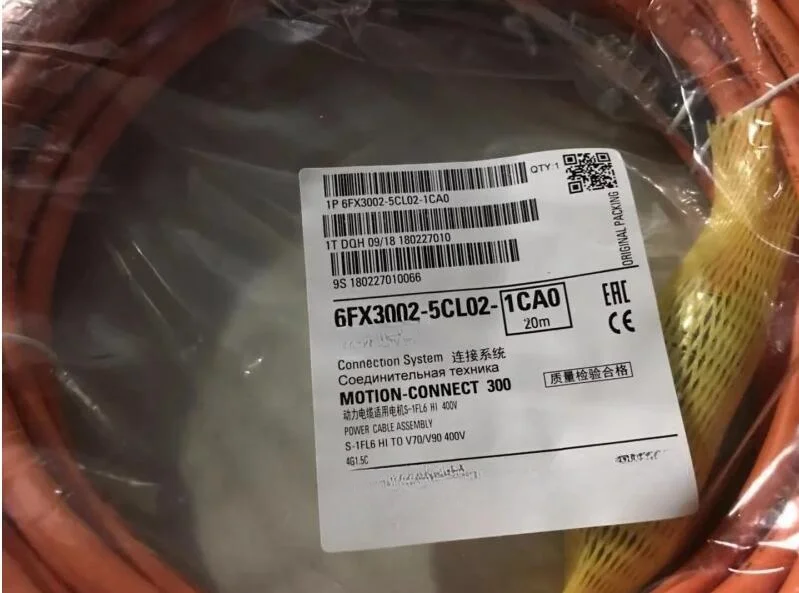 QTY:1
1P 6FX3002-5CL02-1CA0
1T DQH 09/18 180227010
9S 180227010066
ORIGINAL PACKING
6FX3002-5CL02-1CA0
20m
EAC
CE
Connection System 连接系统
Соединительная техника
MOTION-CONNECT 300
质量检验合格
动力电缆适用电机S-1FL6 HI 400V
POWER CABLE ASSEMBLY
S-1FL6 HI TO V70/V90 400V
4G1.5C